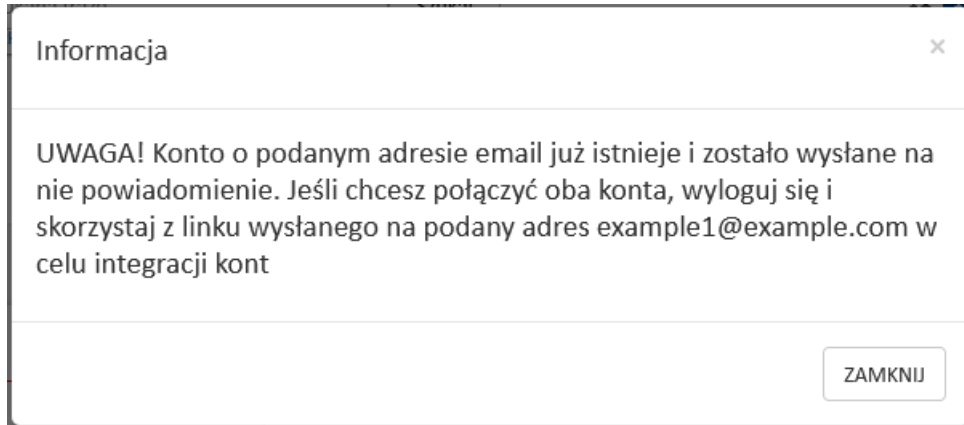 Informacja
×
UWAGA! Konto o podanym adresie email już istnieje i zostało wysłane na
nie powiadomienie. Jeśli chcesz połączyć oba konta, wyloguj się i
skorzystaj z linku wysłanego na podany adres example1@example.com w
celu integracji kont
ZAMKNIJ